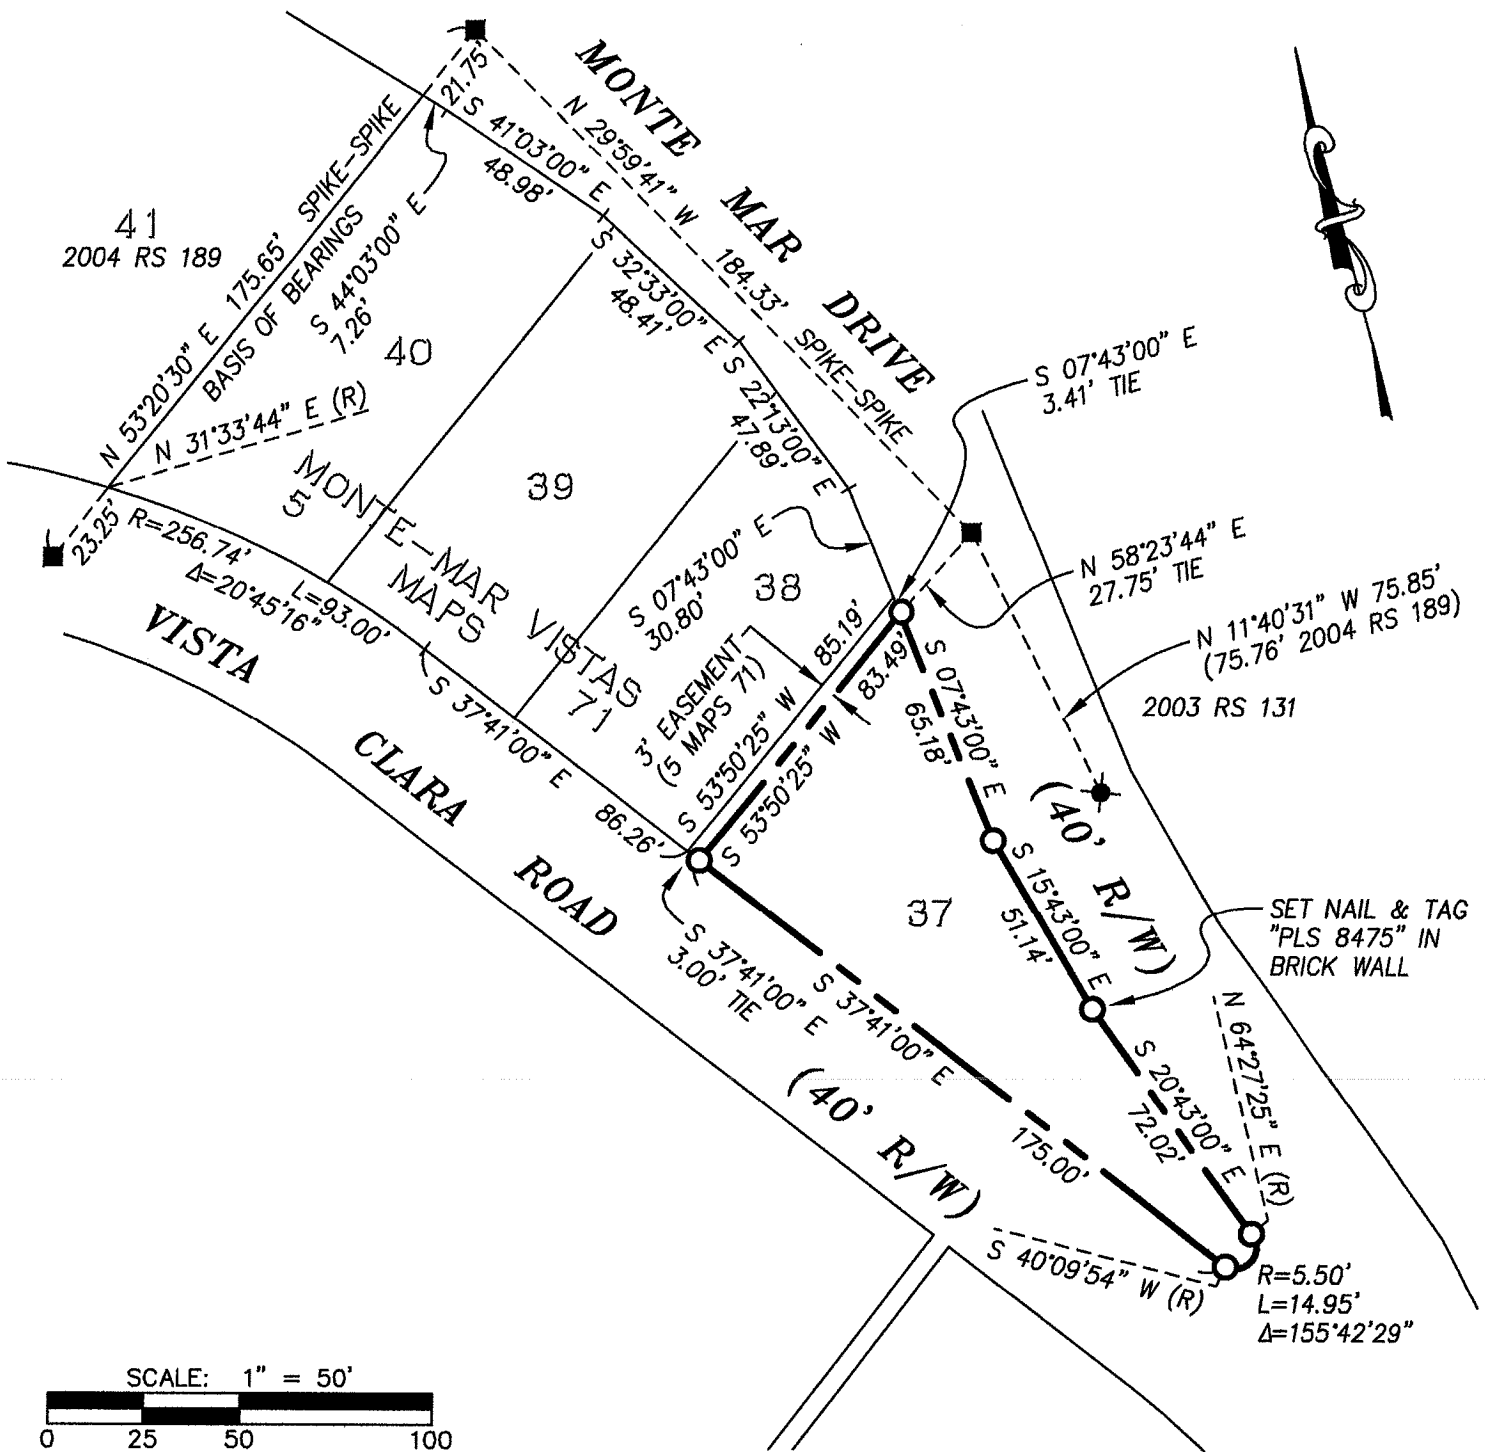 MONTE MAR DRIVE
21.75'
S 41°03'00" E
48.98'
N 29°59'41" W 184.33' SPIKE-SPIKE
N 53°20'30" E 175.65' SPIKE-SPIKE
BASIS OF BEARINGS
41
2004 RS 189
S 44°03'00" E
7.26'
40
S 32°33'00" E
48.41'
S 22°13'00" E
47.89'
S 07°43'00" E
3.41' TIE
N 31°33'44" E (R)
39
MONTE-MAR VISTAS
5 MAPS 71
23.25'
R=256.74'
Δ=20°45'16"
L=93.00'
S 07°43'00" E
30.80'
38
N 58°23'44" E
27.75' TIE
N 11°40'31" W 75.85'
(75.76' 2004 RS 189)
2003 RS 131
VISTA CLARA ROAD
(40' R/W)
S 37°41'00" E 86.26'
3' EASEMENT
(5 MAPS 71)
S 53°50'25" W 85.19'
S 53°50'25" W 83.49'
S 07°43'00" E
65.18'
(40' R/W)
S 15°43'00" E
51.14'
37
SET NAIL & TAG
"PLS 8475" IN
BRICK WALL
S 37°41'00" E
3.00' TIE
S 37°41'00" E 175.00'
S 20°43'00" E
72.02'
N 64°27'25" E (R)
S 40°09'54" W (R)
R=5.50'
L=14.95'
Δ=155°42'29"
SCALE: 1" = 50'
0 25 50 100